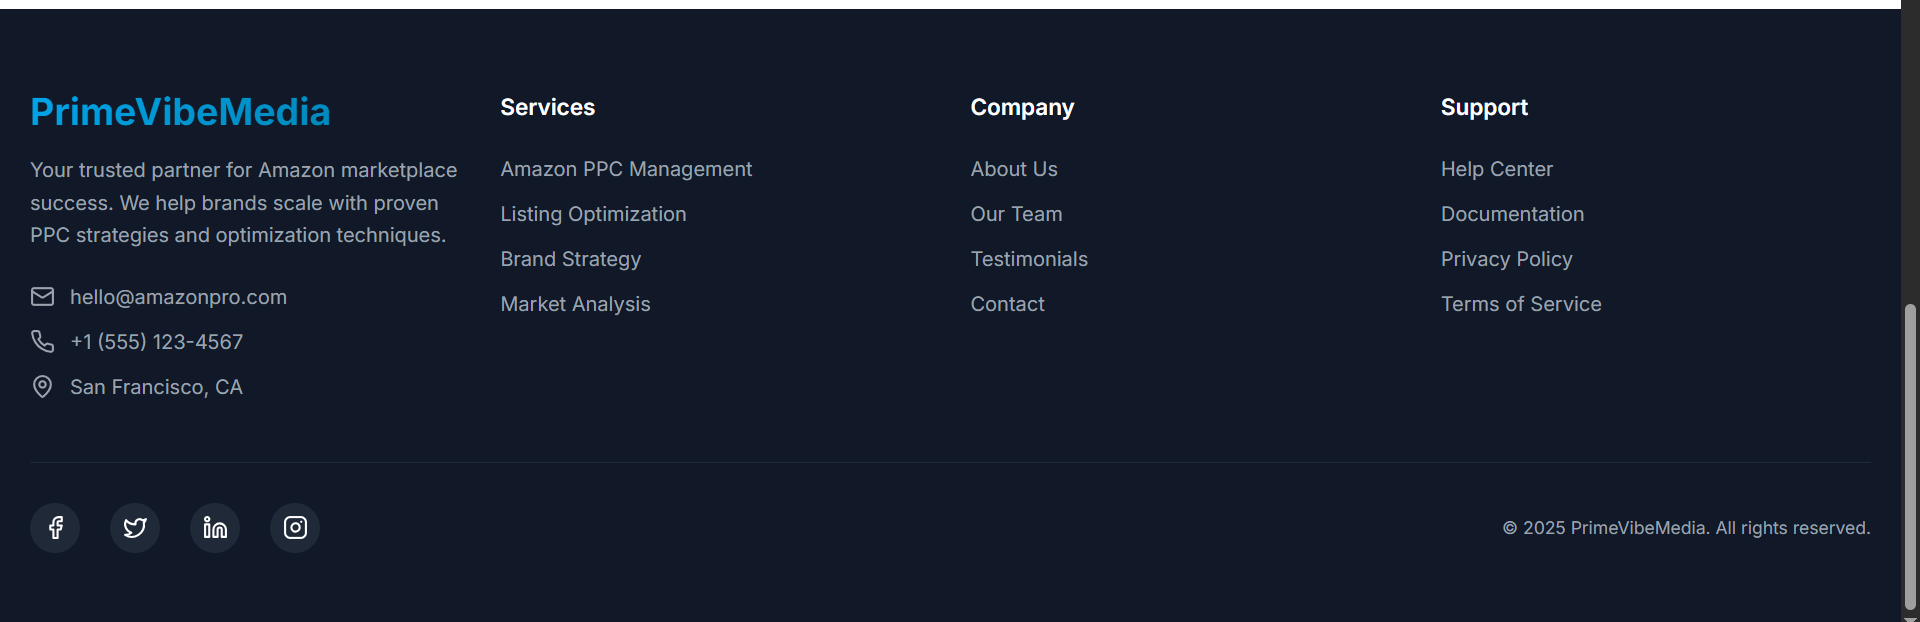 PrimeVibeMedia
Your trusted partner for Amazon marketplace
success. We help brands scale with proven
PPC strategies and optimization techniques.
hello@amazonpro.com
+1 (555) 123-4567
San Francisco, CA
Services
Amazon PPC Management
Listing Optimization
Brand Strategy
Market Analysis
Company
About Us
Our Team
Testimonials
Contact
Support
Help Center
Documentation
Privacy Policy
Terms of Service
© 2025 PrimeVibeMedia. All rights reserved.